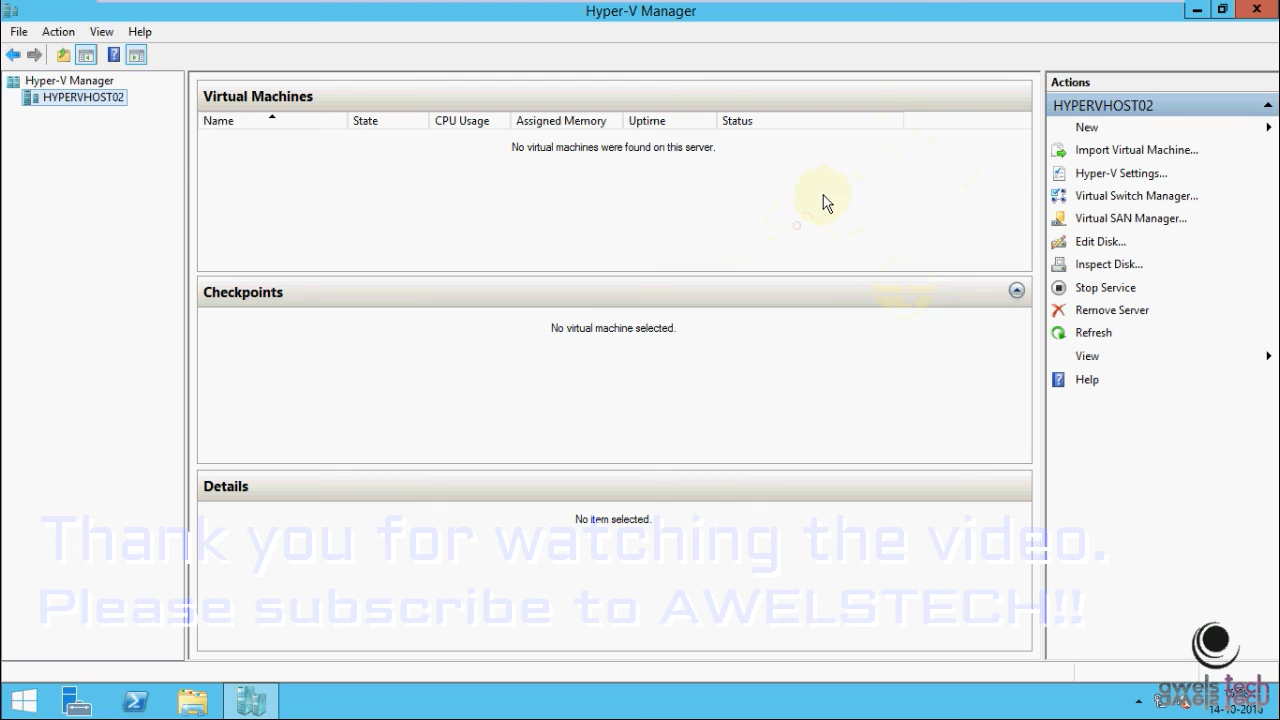 Hyper-V Manager
File Action View Help
Hyper-V Manager
HYPERVHOST02
Virtual Machines
Name State CPU Usage Assigned Memory Uptime Status
No virtual machines were found on this server.
Checkpoints
No virtual machine selected.
Details
No item selected.
Thank you for watching the video.
Please subscribe to AWELSTECH!!
Actions
HYPERVHOST02
New
Import Virtual Machine...
Hyper-V Settings...
Virtual Switch Manager...
Virtual SAN Manager...
Edit Disk...
Inspect Disk...
Stop Service
Remove Server
Refresh
View
Help
awels tech